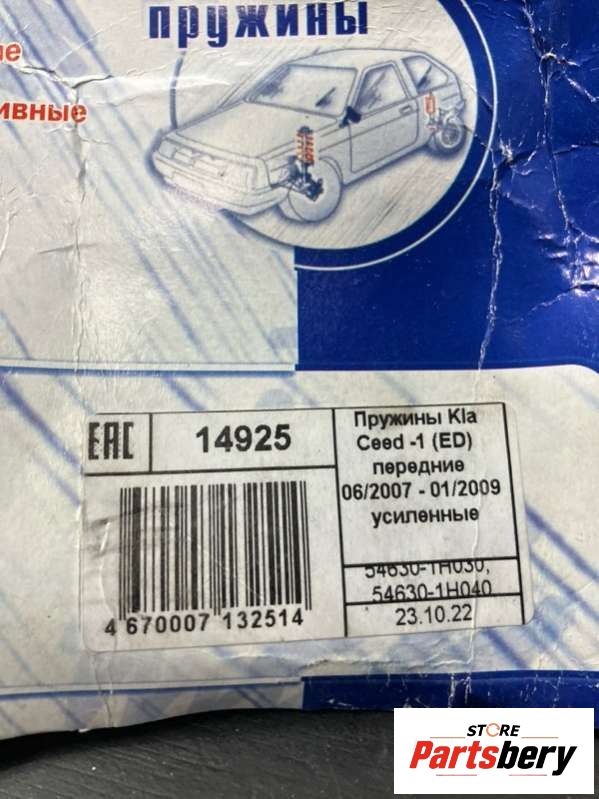 пружины
ивные
EAC
14925
Пружины Kia
Ceed -1 (ED)
передние
06/2007 - 01/2009
усиленные
54630-1H030,
54630-1H040
23.10.22
4 670007 132514
STORE
Partsbery